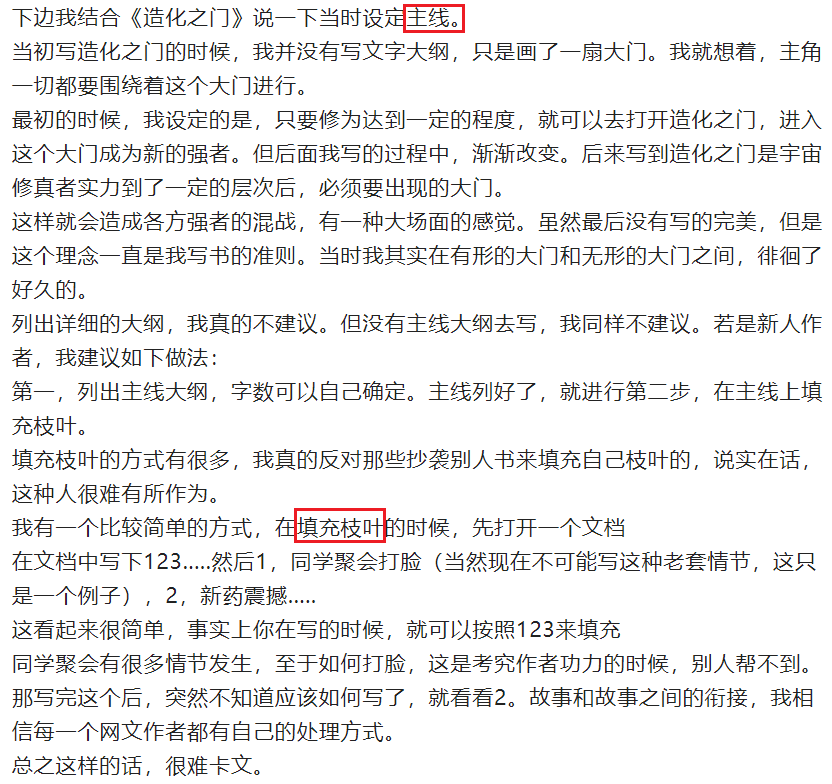 下边我结合《造化之门》说一下当时设定主线。
当初写造化之门的时候，我并没有写文字大纲，只是画了一扇大门。我就想着，主角
一切都要围绕着这个大门进行。
最初的时候，我设定的是，只要修为达到一定的程度，就可以去打开造化之门，进入
这个大门成为新的强者。但后面我写的过程中，渐渐改变。后来写到造化之门是宇宙
修真者实力到了一定的层次后，必须要出现的大门。
这样就会造成各方强者的混战，有一种大场面的感觉。虽然最后没有写的完美，但是
这个理念一直是我写书的准则。当时我其实在有形的大门和无形的大门之间，徘徊了
好久的。
列出详细的大纲，我真的不建议。但没有主线大纲去写，我同样不建议。若是新人作
者，我建议如下做法：
第一，列出主线大纲，字数可以自己确定。主线列好了，就进行第二步，在主线上填
充枝叶。
填充枝叶的方式有很多，我真的反对那些抄袭别人书来填充自己枝叶的，说实在话，
这种人很难有所作为。
我有一个比较简单的方式，在填充枝叶的时候，先打开一个文档
在文档中写下123.....然后1，同学聚会打脸（当然现在不可能写这种老套情节，这只
是一个例子），2，新药震撼.....
这看起来很简单，事实上你在写的时候，就可以按照123来填充
同学聚会有很多情节发生，至于如何打脸，这是考究作者功力的时候，别人帮不到。
那写完这个后，突然不知道应该如何写了，就看看2。故事和故事之间的衔接，我相
信每一个网文作者都有自己的处理方式。
总之这样的话，很难卡文。